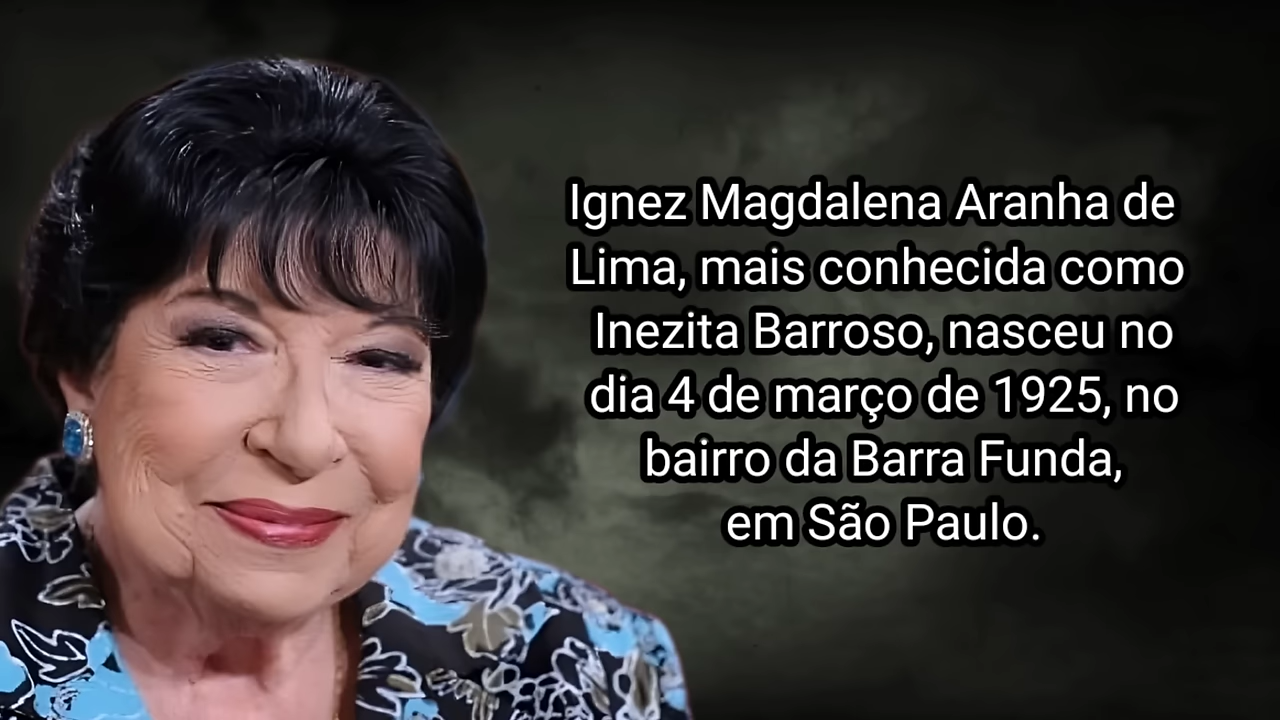 Ignez Magdalena Aranha de
Lima, mais conhecida como
Inezita Barroso, nasceu no
dia 4 de março de 1925, no
bairro da Barra Funda,
em São Paulo.